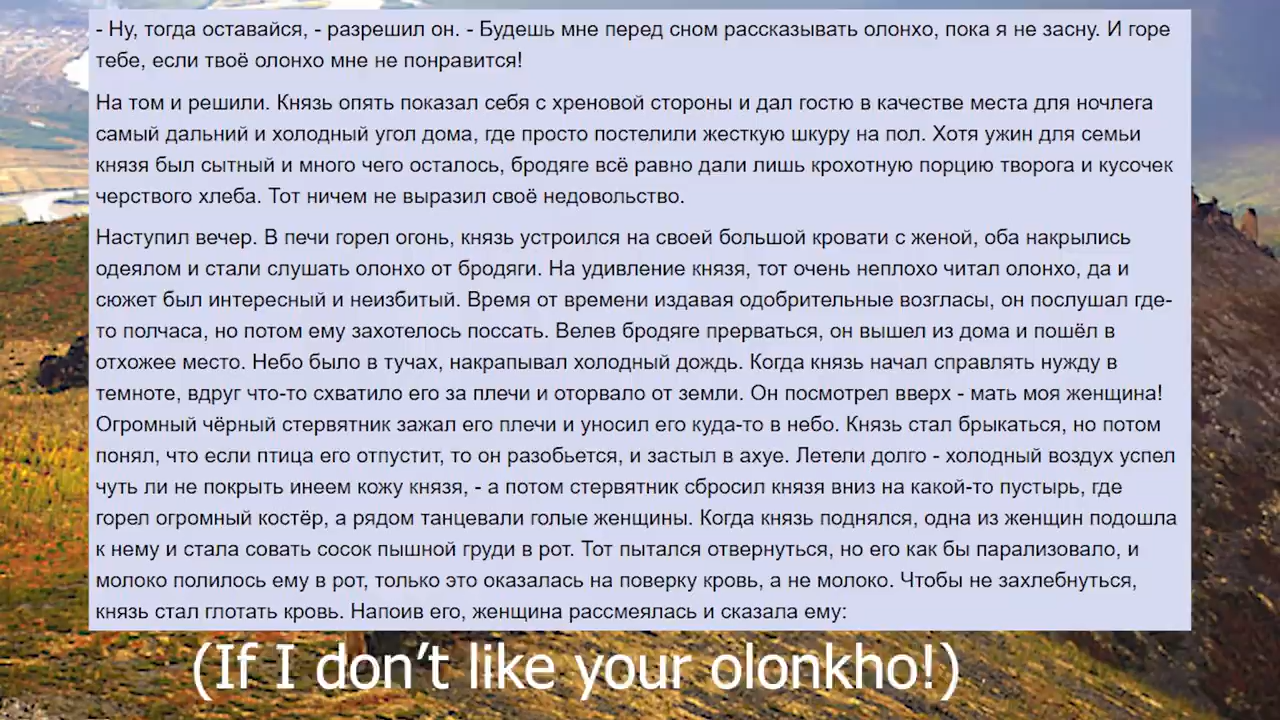 - Ну, тогда оставайся, - разрешил он. - Будешь мне перед сном рассказывать олонхо, пока я не засну. И горе
тебе, если твоё олонхо мне не понравится!
На том и решили. Князь опять показал себя с хреновой стороны и дал гостю в качестве места для ночлега
самый дальний и холодный угол дома, где просто постелили жесткую шкуру на пол. Хотя ужин для семьи
князя был сытный и много чего осталось, бродяге всё равно дали лишь крохотную порцию творога и кусочек
черствого хлеба. Тот ничем не выразил своё недовольство.
Наступил вечер. В печи горел огонь, князь устроился на своей большой кровати с женой, оба накрылись
одеялом и стали слушать олонхо от бродяги. На удивление князя, тот очень неплохо читал олонхо, да и
сюжет был интересный и неизбитый. Время от времени издавая одобрительные возгласы, он послушал где-
то полчаса, но потом ему захотелось поссать. Велев бродяге прерваться, он вышел из дома и пошёл в
отхожее место. Небо было в тучах, накрапывал холодный дождь. Когда князь начал справлять нужду в
темноте, вдруг что-то схватило его за плечи и оторвало от земли. Он посмотрел вверх - мать моя женщина!
Огромный чёрный стервятник зажал его плечи и уносил его куда-то в небо. Князь стал брыкаться, но потом
понял, что если птица его отпустит, то он разобьется, и застыл в ахуе. Летели долго - холодный воздух успел
чуть ли не покрыть инеем кожу князя, - а потом стервятник сбросил князя вниз на какой-то пустырь, где
горел огромный костёр, а рядом танцевали голые женщины. Когда князь поднялся, одна из женщин подошла
к нему и стала совать сосок пышной груди в рот. Тот пытался отвернуться, но его как бы парализовало, и
молоко полилось ему в рот, только это оказалась на поверку кровь, а не молоко. Чтобы не захлебнуться,
князь стал глотать кровь. Напоив его, женщина рассмеялась и сказала ему:
(If I don’t like your olonkho!)